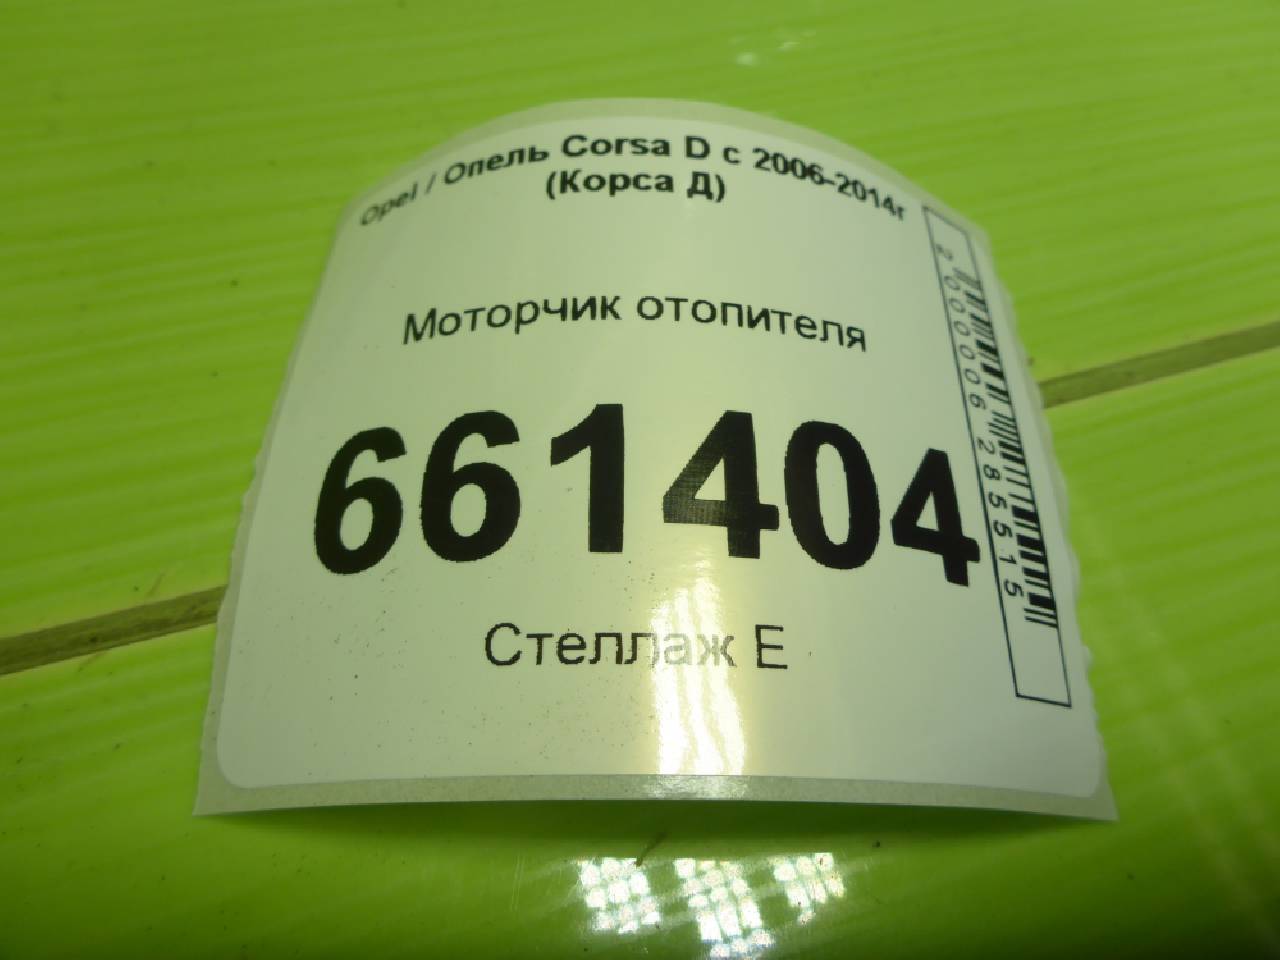 Opel / Опель Corsa D с 2006-2014г
(Корса Д)
Моторчик отопителя
661404
Стеллаж Е
2000006285515